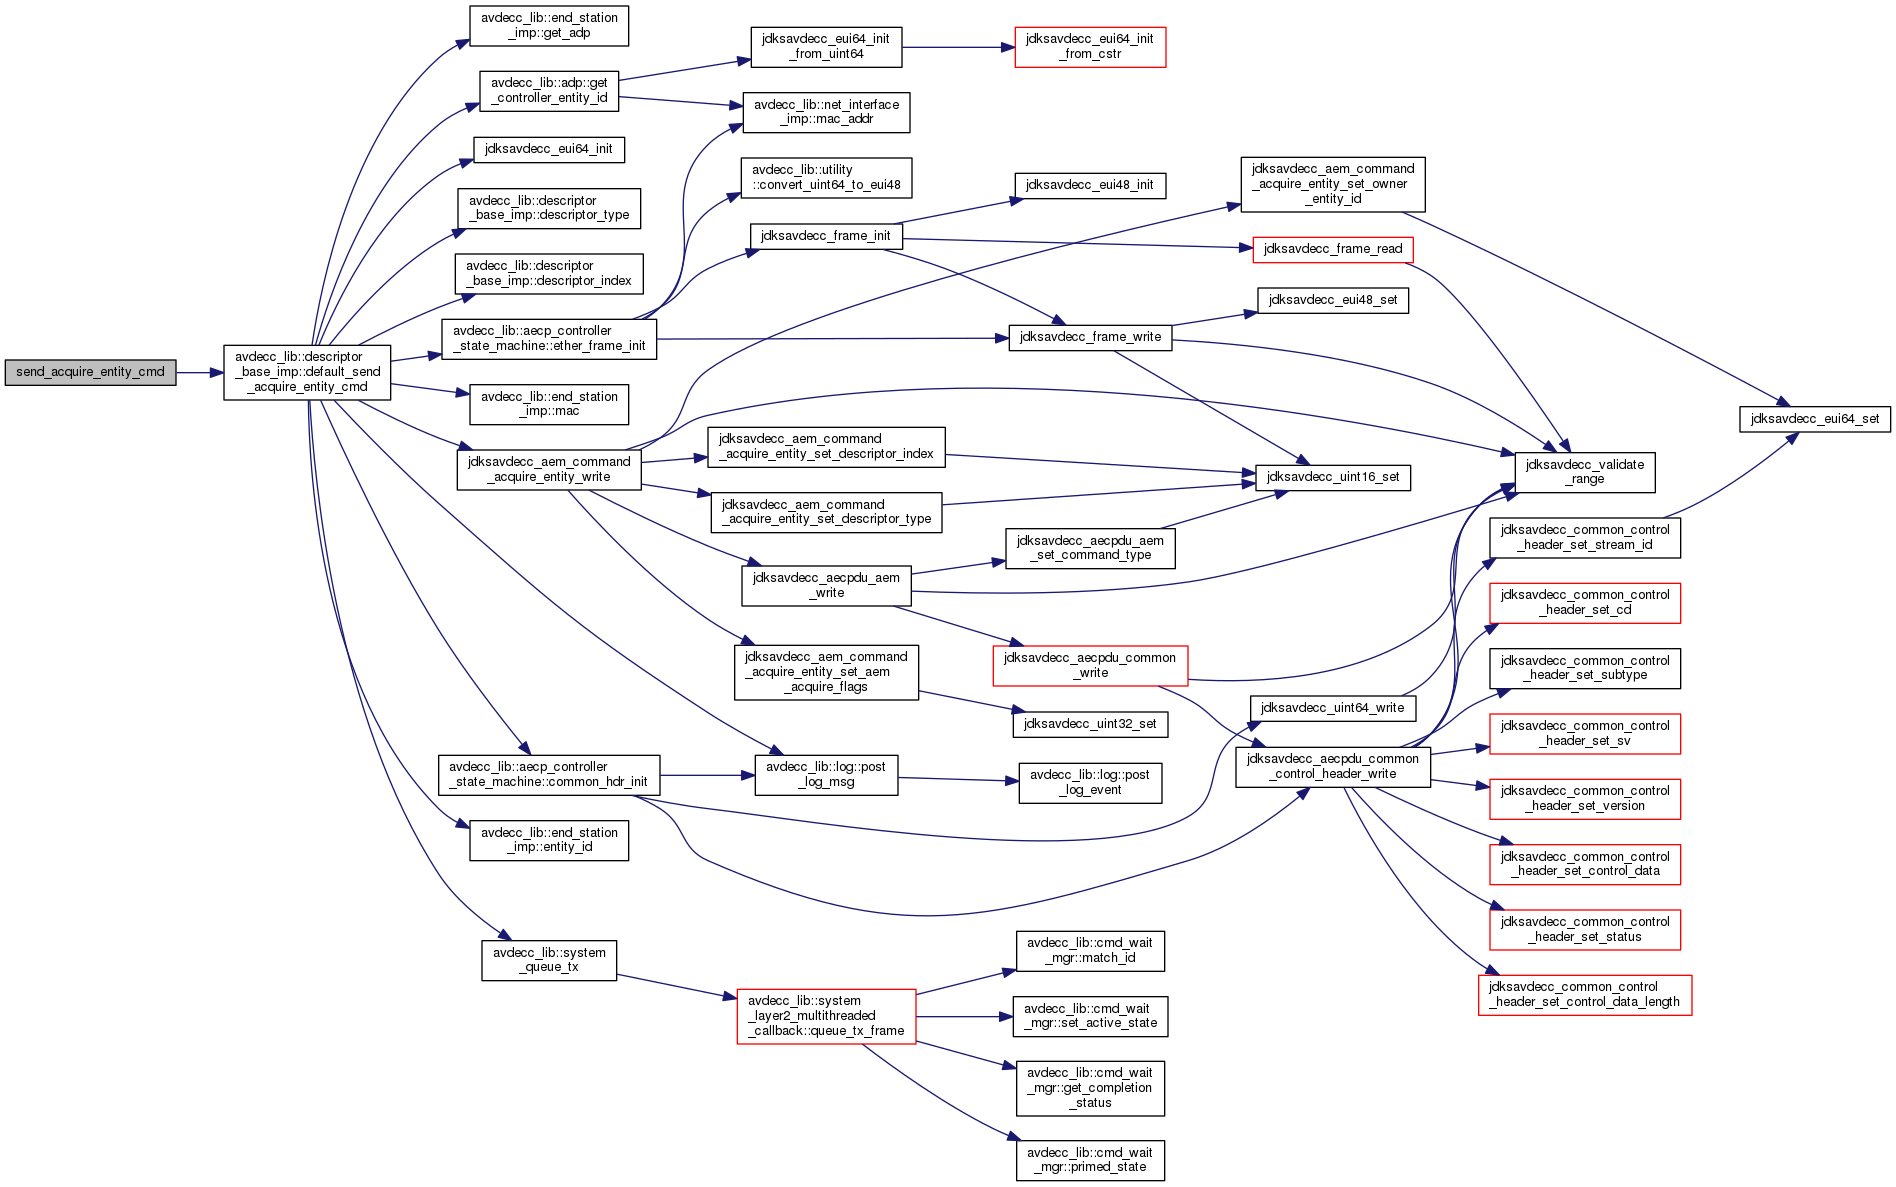 send_acquire_entity_cmd
avdecc_lib::descriptor
_base_imp::default_send
_acquire_entity_cmd
avdecc_lib::end_station
_imp::get_adp
avdecc_lib::adp::get
_controller_entity_id
jdksavdecc_eui64_init
avdecc_lib::descriptor
_base_imp::descriptor_type
avdecc_lib::descriptor
_base_imp::descriptor_index
avdecc_lib::aecp_controller
_state_machine::ether_frame_init
avdecc_lib::end_station
_imp::mac
jdksavdecc_aem_command
_acquire_entity_write
avdecc_lib::aecp_controller
_state_machine::common_hdr_init
avdecc_lib::end_station
_imp::entity_id
avdecc_lib::system
_queue_tx
jdksavdecc_eui64_init
_from_uint64
avdecc_lib::net_interface
_imp::mac_addr
avdecc_lib::utility
::convert_uint64_to_eui48
jdksavdecc_frame_init
jdksavdecc_aem_command
_acquire_entity_set_descriptor_index
jdksavdecc_aem_command
_acquire_entity_set_descriptor_type
jdksavdecc_aecpdu_aem
_write
jdksavdecc_aem_command
_acquire_entity_set_aem
_acquire_flags
avdecc_lib::log::post
_log_msg
avdecc_lib::system
_layer2_multithreaded
_callback::queue_tx_frame
jdksavdecc_eui64_init
_from_cstr
jdksavdecc_eui48_init
jdksavdecc_frame_write
jdksavdecc_aecpdu_aem
_set_command_type
jdksavdecc_aecpdu_common
_write
jdksavdecc_uint32_set
avdecc_lib::log::post
_log_event
avdecc_lib::cmd_wait
_mgr::match_id
avdecc_lib::cmd_wait
_mgr::set_active_state
avdecc_lib::cmd_wait
_mgr::get_completion
_status
avdecc_lib::cmd_wait
_mgr::primed_state
jdksavdecc_aem_command
_acquire_entity_set_owner
_entity_id
jdksavdecc_frame_read
jdksavdecc_eui48_set
jdksavdecc_uint16_set
jdksavdecc_uint64_write
jdksavdecc_aecpdu_common
_control_header_write
jdksavdecc_validate
_range
jdksavdecc_common_control
_header_set_stream_id
jdksavdecc_common_control
_header_set_cd
jdksavdecc_common_control
_header_set_subtype
jdksavdecc_common_control
_header_set_sv
jdksavdecc_common_control
_header_set_version
jdksavdecc_common_control
_header_set_control_data
jdksavdecc_common_control
_header_set_status
jdksavdecc_common_control
_header_set_control_data_length
jdksavdecc_eui64_set